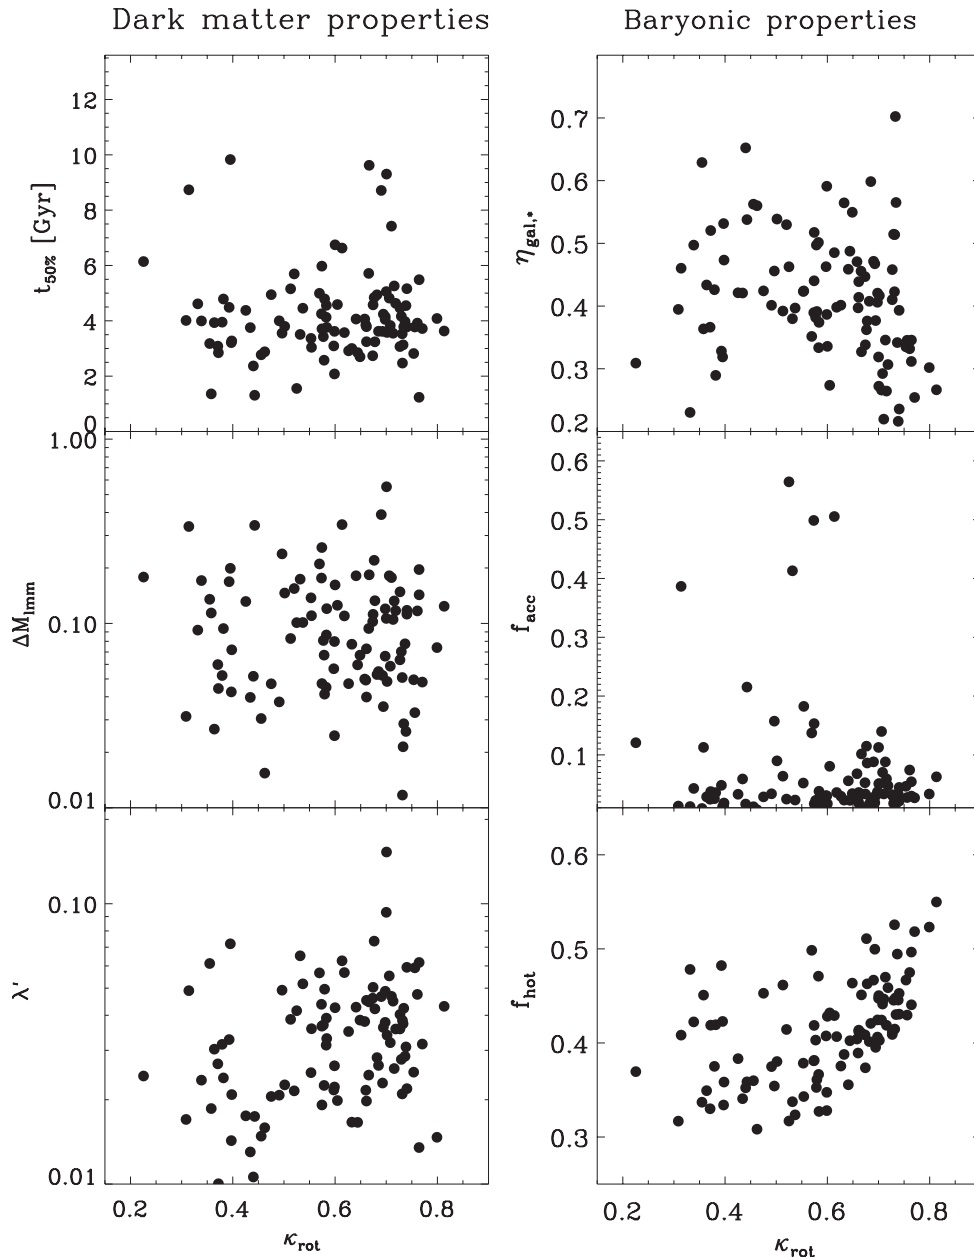 Dark matter properties
Baryonic properties
t50% [Gyr]
12
10
8
6
4
2
0
ηgal,*
0.7
0.6
0.5
0.4
0.3
0.2
ΔMlmm
1.00
0.10
0.01
facc
0.6
0.5
0.4
0.3
0.2
0.1
λ'
0.10
0.01
fhot
0.6
0.5
0.4
0.3
0.2 0.4 0.6 0.8
κrot
0.2 0.4 0.6 0.8
κrot